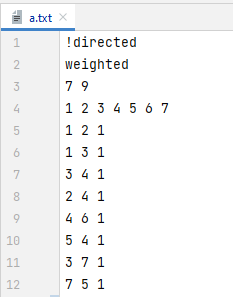 a.txt
1 !directed
2 weighted
3 7 9
4 1 2 3 4 5 6 7
5 1 2 1
6 1 3 1
7 3 4 1
8 2 4 1
9 4 6 1
10 5 4 1
11 3 7 1
12 7 5 1